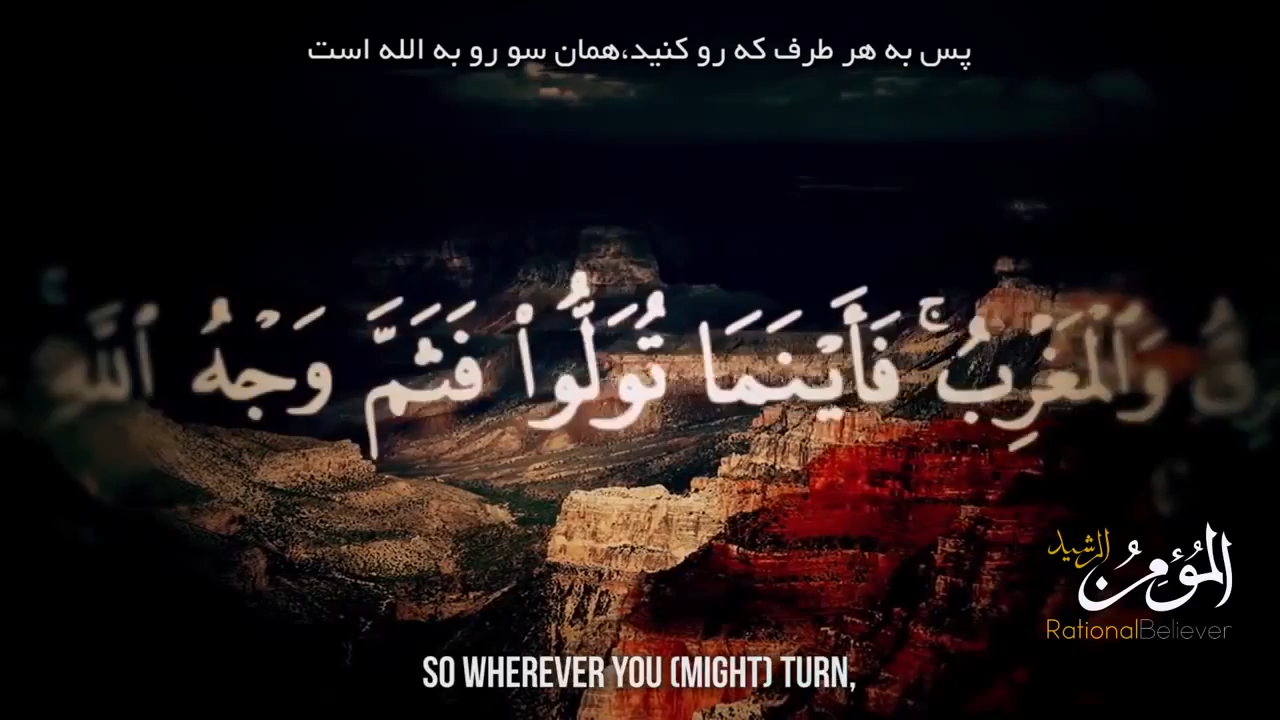 پس به هر طرف که رو کنید،همان سو رو به الله است
وَٱلْمَغْرِبُ ۚ فَأَيْنَمَا تُوَلُّوا۟ فَثَمَّ وَجْهُ ٱللَّهِ
المؤمن الرشيد
RationalBeliever
SO WHEREVER YOU (MIGHT) TURN,